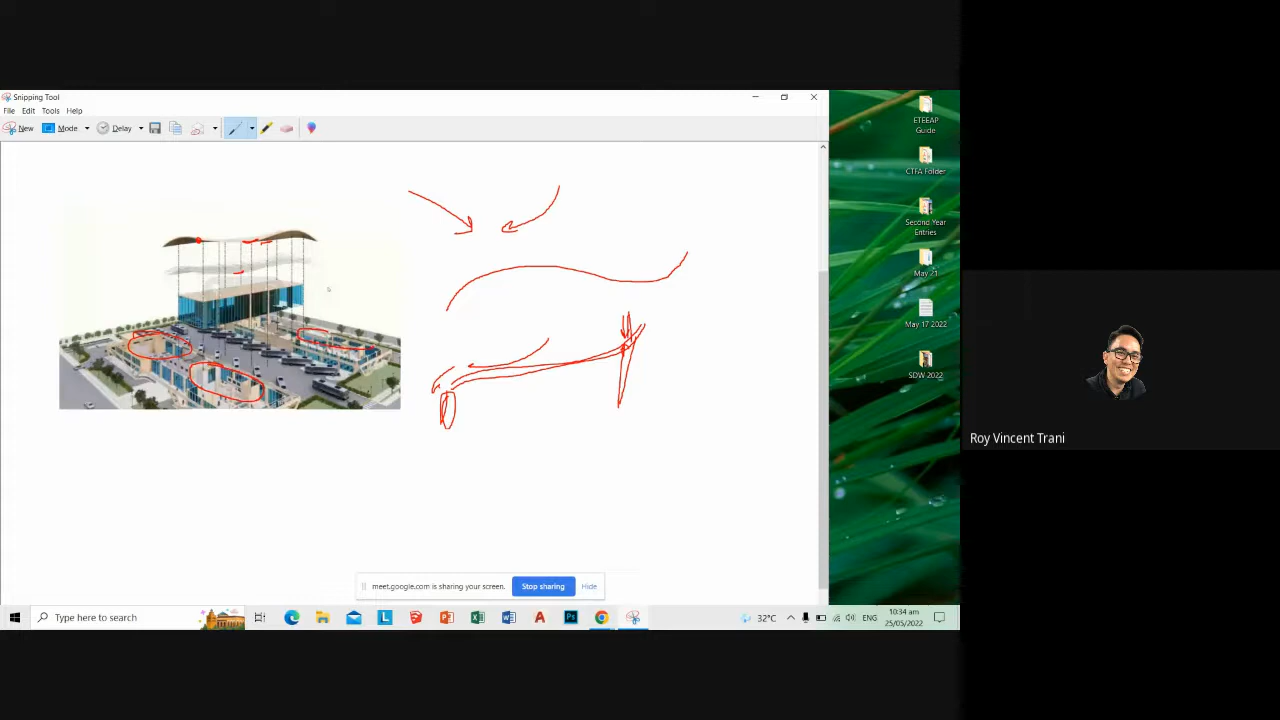 Snipping Tool
File Edit Tools Help
New Mode Delay
ETEEAP Guide
CTFA Folder
Second Year Entries
May 21
May 17 2022
SDW 2022
Roy Vincent Trani
meet.google.com is sharing your screen. Stop sharing Hide
Type here to search
32°C ENG 10:34 am 25/05/2022